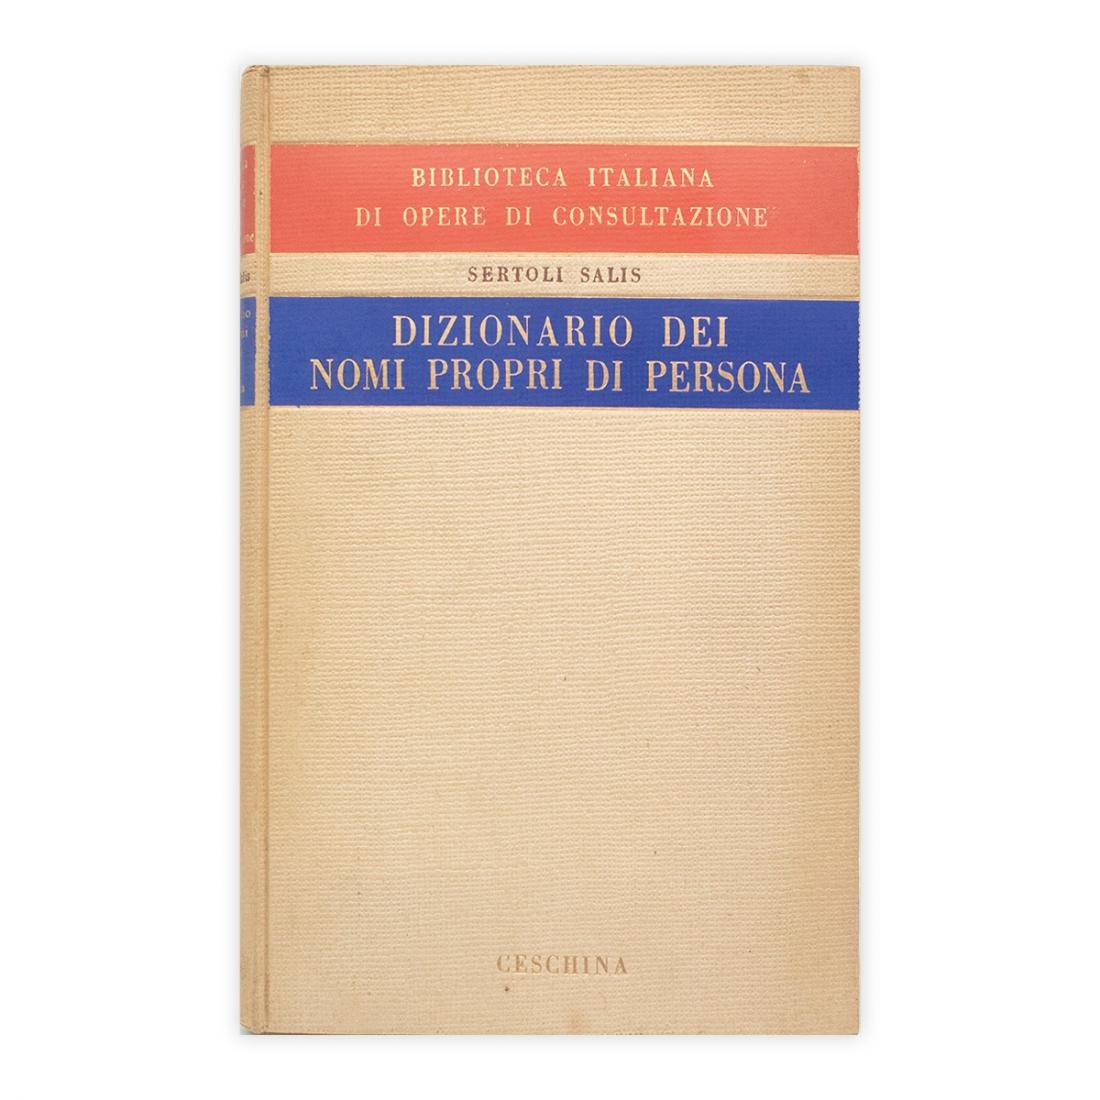 BIBLIOTECA ITALIANA
DI OPERE DI CONSULTAZIONE
SERTOLI SALIS
DIZIONARIO DEI
NOMI PROPRI DI PERSONA
CESCHINA